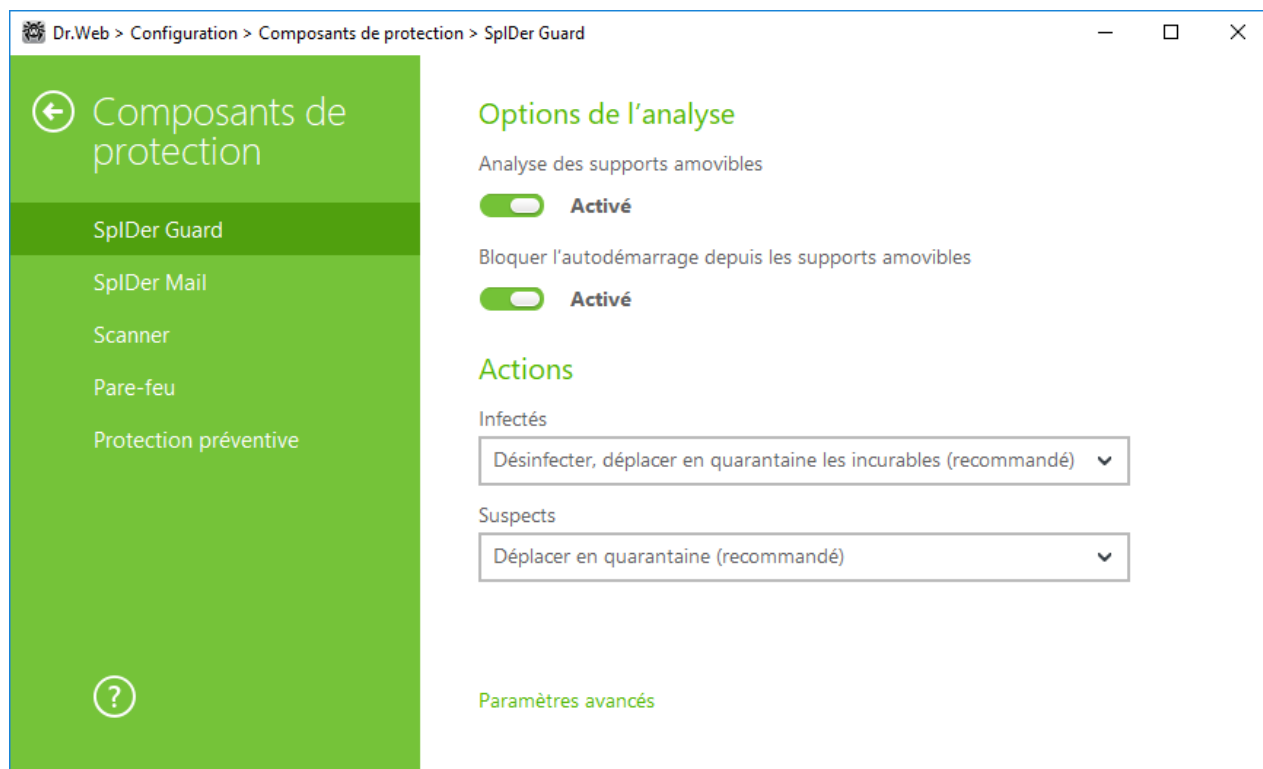 Dr.Web > Configuration > Composants de protection > SpIDer Guard
Composants de
protection
SpIDer Guard
SpIDer Mail
Scanner
Pare-feu
Protection préventive
?
Options de l’analyse
Analyse des supports amovibles
Activé
Bloquer l’autodémarrage depuis les supports amovibles
Activé
Actions
Infectés
Désinfecter, déplacer en quarantaine les incurables (recommandé)
Suspects
Déplacer en quarantaine (recommandé)
Paramètres avancés